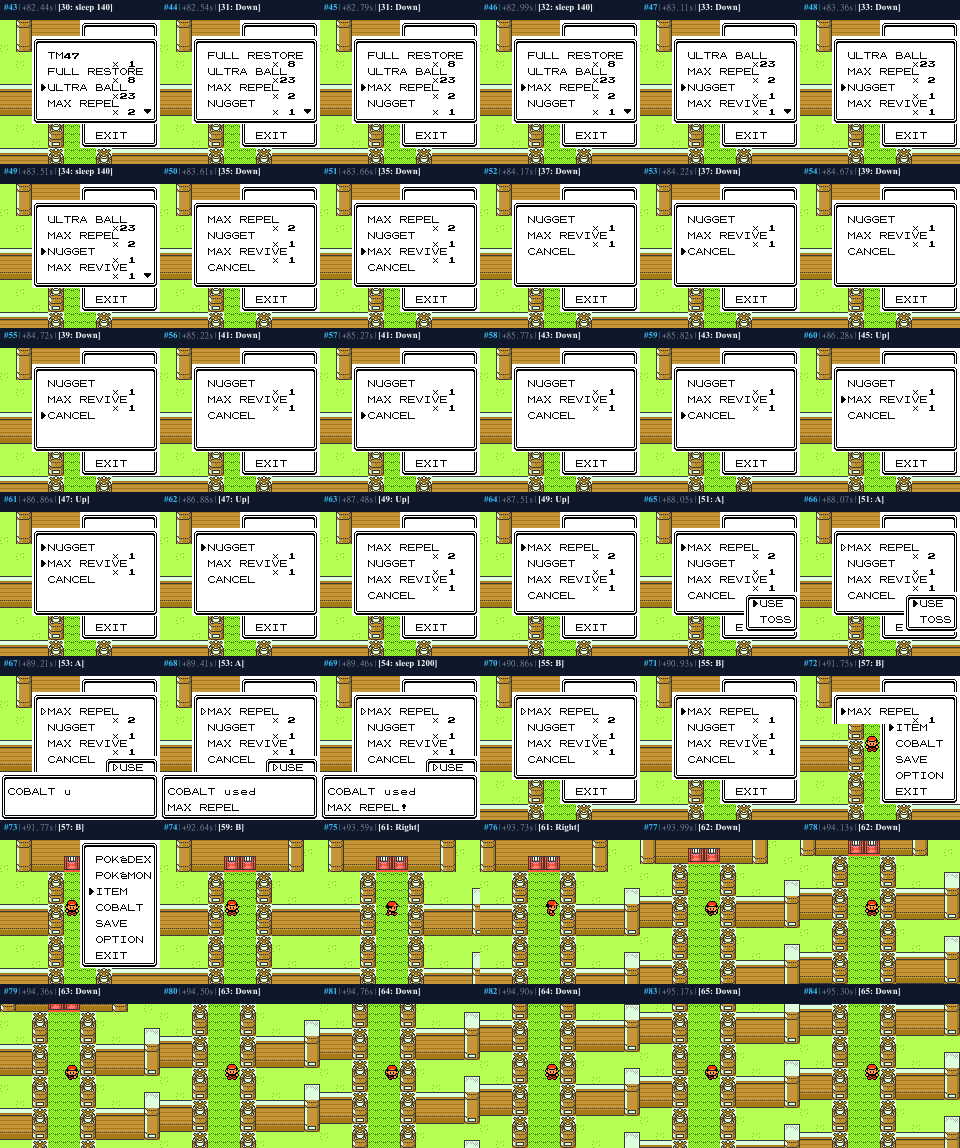 #43|+82.44s|[30: sleep 140]
TM47
× 1
FULL RESTORE
× 8
▶ULTRA BALL
×23
MAX REPEL
× 2 ▼
EXIT
#44|+82.54s|[31: Down]
FULL RESTORE
× 8
ULTRA BALL
×23
MAX REPEL
× 2
NUGGET
× 1 ▼
EXIT
#45|+82.79s|[31: Down]
FULL RESTORE
× 8
ULTRA BALL
×23
▶MAX REPEL
× 2
NUGGET
× 1
EXIT
#46|+82.99s|[32: sleep 140]
FULL RESTORE
× 8
ULTRA BALL
×23
▶MAX REPEL
× 2
NUGGET
× 1 ▼
EXIT
#47|+83.11s|[33: Down]
ULTRA BALL
×23
MAX REPEL
× 2
▶NUGGET
× 1
MAX REVIVE
× 1 ▼
EXIT
#48|+83.36s|[33: Down]
ULTRA BALL
×23
MAX REPEL
× 2
▶NUGGET
× 1
MAX REVIVE
× 1
EXIT
#49|+83.51s|[34: sleep 140]
ULTRA BALL
×23
MAX REPEL
× 2
▶NUGGET
× 1
MAX REVIVE
× 1 ▼
EXIT
#50|+83.61s|[35: Down]
MAX REPEL
× 2
NUGGET
× 1
MAX REVIVE
× 1
CANCEL
EXIT
#51|+83.66s|[35: Down]
MAX REPEL
× 2
NUGGET
× 1
▶MAX REVIVE
× 1
CANCEL
EXIT
#52|+84.17s|[37: Down]
NUGGET
× 1
MAX REVIVE
× 1
CANCEL
EXIT
#53|+84.22s|[37: Down]
NUGGET
× 1
MAX REVIVE
× 1
▶CANCEL
EXIT
#54|+84.67s|[39: Down]
NUGGET
× 1
MAX REVIVE
× 1
CANCEL
EXIT
#55|+84.72s|[39: Down]
NUGGET
× 1
MAX REVIVE
× 1
▶CANCEL
EXIT
#56|+85.22s|[41: Down]
NUGGET
× 1
MAX REVIVE
× 1
CANCEL
EXIT
#57|+85.27s|[41: Down]
NUGGET
× 1
MAX REVIVE
× 1
▶CANCEL
EXIT
#58|+85.77s|[43: Down]
NUGGET
× 1
MAX REVIVE
× 1
CANCEL
EXIT
#59|+85.82s|[43: Down]
NUGGET
× 1
MAX REVIVE
× 1
▶CANCEL
EXIT
#60|+86.28s|[45: Up]
NUGGET
× 1
▶MAX REVIVE
× 1
CANCEL
EXIT
#61|+86.86s|[47: Up]
▶NUGGET
× 1
▶MAX REVIVE
× 1
CANCEL
EXIT
#62|+86.88s|[47: Up]
▶NUGGET
× 1
MAX REVIVE
× 1
CANCEL
EXIT
#63|+87.48s|[49: Up]
MAX REPEL
× 2
NUGGET
× 1
MAX REVIVE
× 1
CANCEL
EXIT
#64|+87.51s|[49: Up]
▶MAX REPEL
× 2
NUGGET
× 1
MAX REVIVE
× 1
CANCEL
EXIT
#65|+88.05s|[51: A]
▶MAX REPEL
× 2
NUGGET
× 1
MAX REVIVE
× 1
CANCEL
▶USE
TOSS
#66|+88.07s|[51: A]
▷MAX REPEL
× 2
NUGGET
× 1
MAX REVIVE
× 1
CANCEL
▶USE
TOSS
E
#67|+89.21s|[53: A]
▷MAX REPEL
× 2
NUGGET
× 1
MAX REVIVE
× 1
CANCEL
▷USE
COBALT u
#68|+89.41s|[53: A]
▷MAX REPEL
× 2
NUGGET
× 1
MAX REVIVE
× 1
CANCEL
▷USE
COBALT used
MAX REPEL
#69|+89.46s|[54: sleep 1200]
▷MAX REPEL
× 2
NUGGET
× 1
MAX REVIVE
× 1
CANCEL
▷USE
COBALT used
MAX REPEL!
#70|+90.86s|[55: B]
▷MAX REPEL
× 2
NUGGET
× 1
MAX REVIVE
× 1
CANCEL
EXIT
#71|+90.93s|[55: B]
▶MAX REPEL
× 1
NUGGET
× 1
MAX REVIVE
× 1
CANCEL
EXIT
#72|+91.75s|[57: B]
▶MAX REPEL
× 1
▶ITEM
COBALT
SAVE
OPTION
EXIT
#73|+91.77s|[57: B]
POKéDEX
POKéMON
▶ITEM
COBALT
SAVE
OPTION
EXIT
#74|+92.64s|[59: B]
#75|+93.59s|[61: Right]
#76|+93.73s|[61: Right]
#77|+93.99s|[62: Down]
#78|+94.13s|[62: Down]
#79|+94.36s|[63: Down]
#80|+94.50s|[63: Down]
#81|+94.76s|[64: Down]
#82|+94.90s|[64: Down]
#83|+95.17s|[65: Down]
#84|+95.30s|[65: Down]